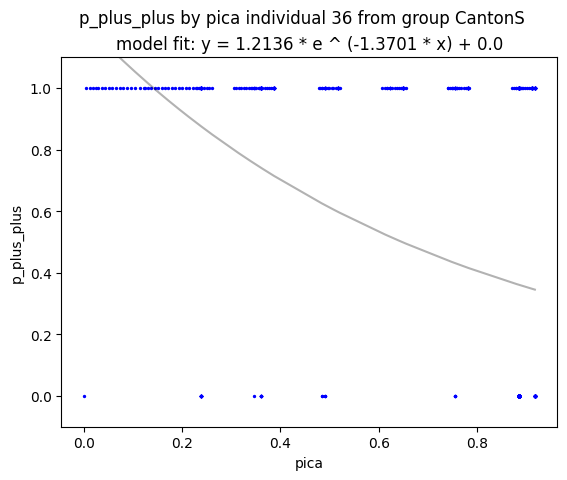 p_plus_plus by pica individual 36 from group CantonS
model fit: y = 1.2136 * e ^ (-1.3701 * x) + 0.0
1.0
0.8
0.6
0.4
0.2
0.0
p_plus_plus
0.0 0.2 0.4 0.6 0.8
pica